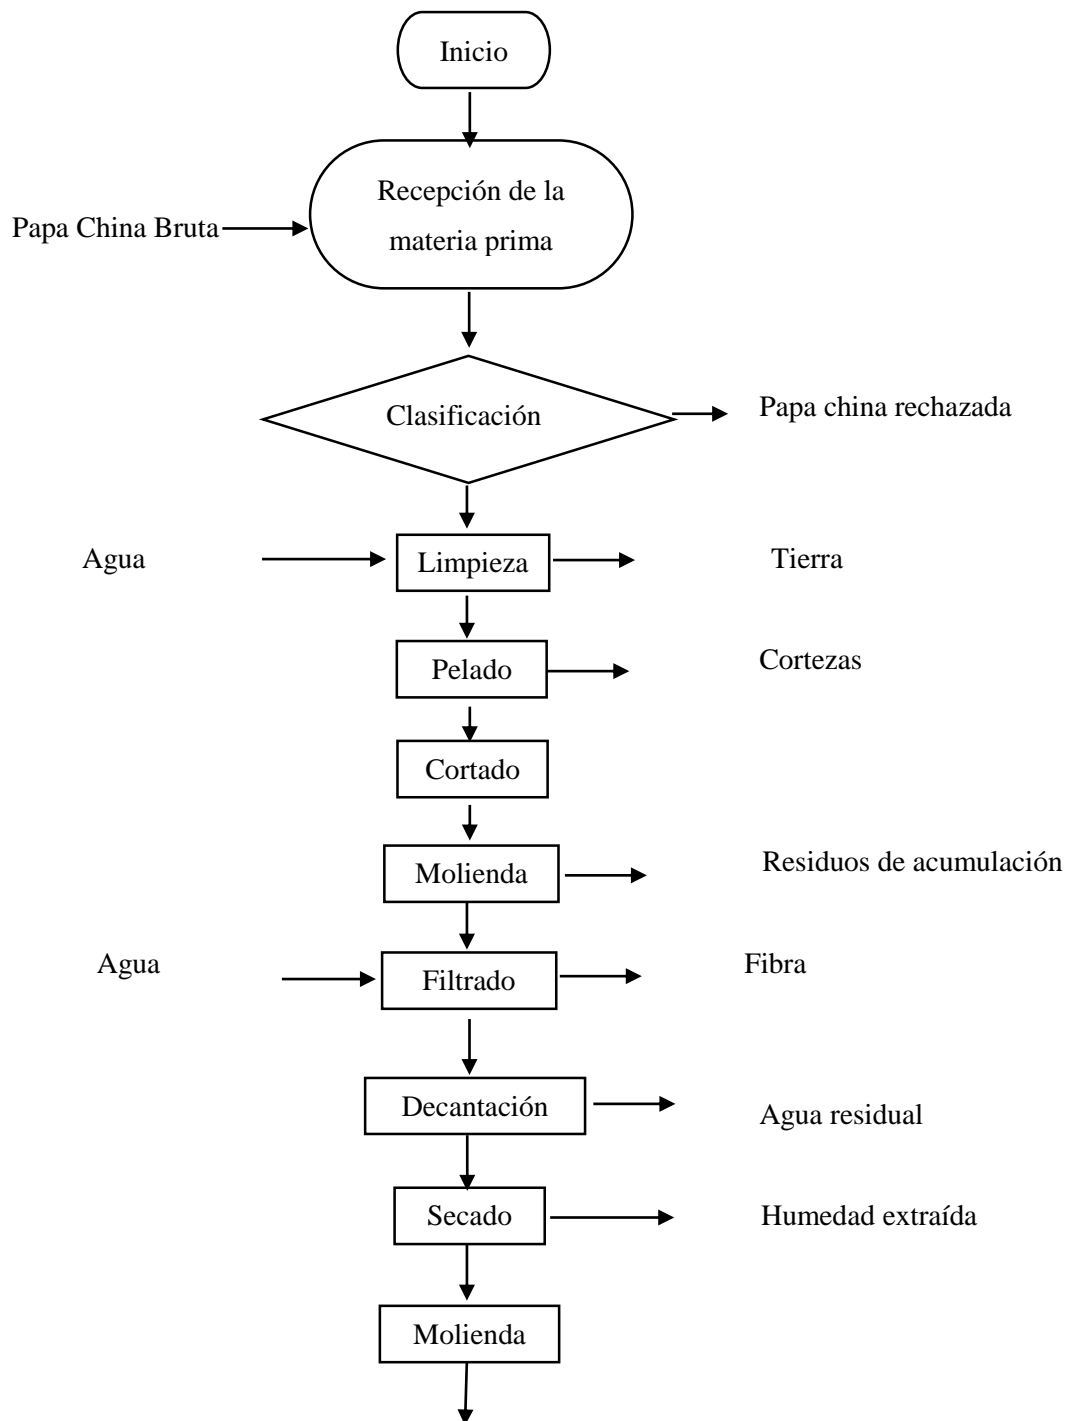 Inicio
Recepción de la
materia prima
Papa China Bruta
Clasificación
Papa china rechazada
Agua
Limpieza
Tierra
Pelado
Cortezas
Cortado
Molienda
Residuos de acumulación
Agua
Filtrado
Fibra
Decantación
Agua residual
Secado
Humedad extraída
Molienda